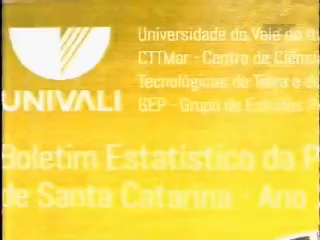 Universidade do Vale do
CTTMar - Centro de Ciênci
Tecnológicas da Terra e d
GEP - Grupo de Estudos P
UNIVALI
Boletim Estatístico da P
de Santa Catarina - Ano